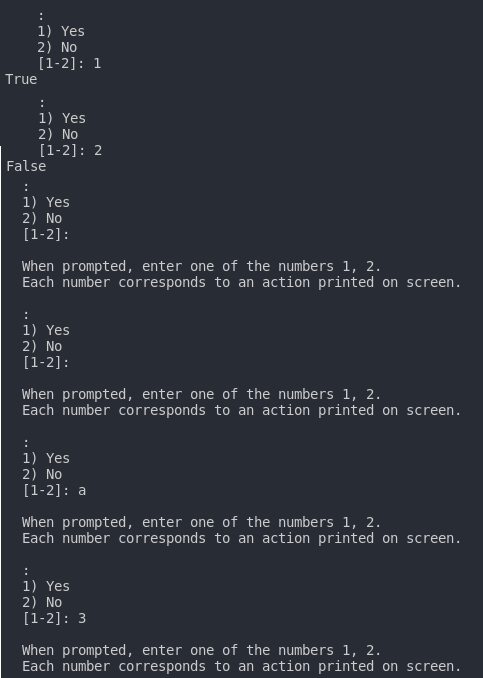 :
1) Yes
2) No
[1-2]: 1
True
:
1) Yes
2) No
[1-2]: 2
False
:
1) Yes
2) No
[1-2]:
When prompted, enter one of the numbers 1, 2.
Each number corresponds to an action printed on screen.
:
1) Yes
2) No
[1-2]:
When prompted, enter one of the numbers 1, 2.
Each number corresponds to an action printed on screen.
:
1) Yes
2) No
[1-2]: a
When prompted, enter one of the numbers 1, 2.
Each number corresponds to an action printed on screen.
:
1) Yes
2) No
[1-2]: 3
When prompted, enter one of the numbers 1, 2.
Each number corresponds to an action printed on screen.